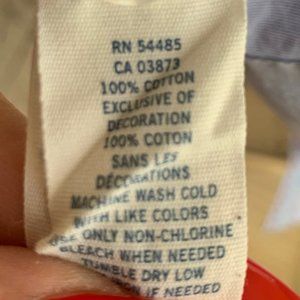 RN 54485
CA 03873
100% COTTON
EXCLUSIVE OF
DECORATION
100% COTON
SANS LES
DÉCORATIONS
MACHINE WASH COLD
WITH LIKE COLORS
USE ONLY NON-CHLORINE
BLEACH WHEN NEEDED
TUMBLE DRY LOW
IRON IF NEEDED